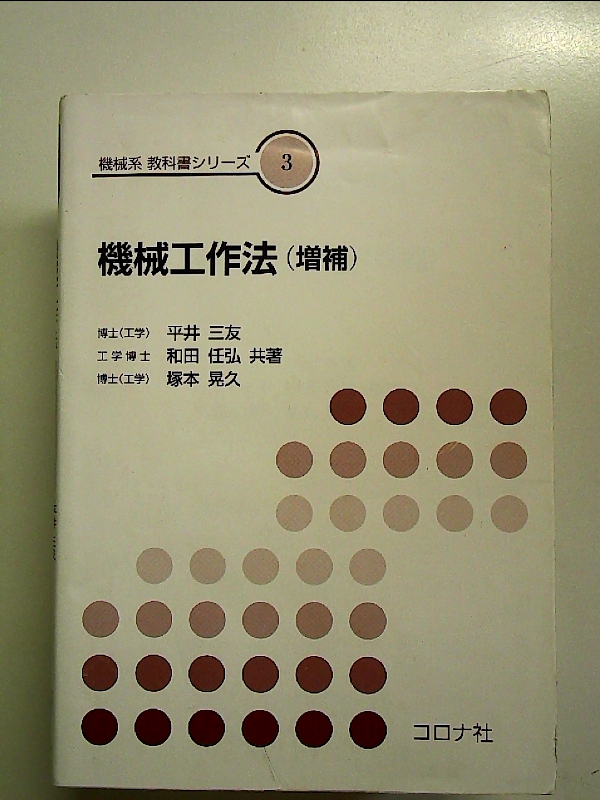 機械系 教科書シリーズ 3
機械工作法(増補)
博士(工学) 平井 三友
工学博士 和田 任弘 共著
博士(工学) 塚本 晃久
コロナ社